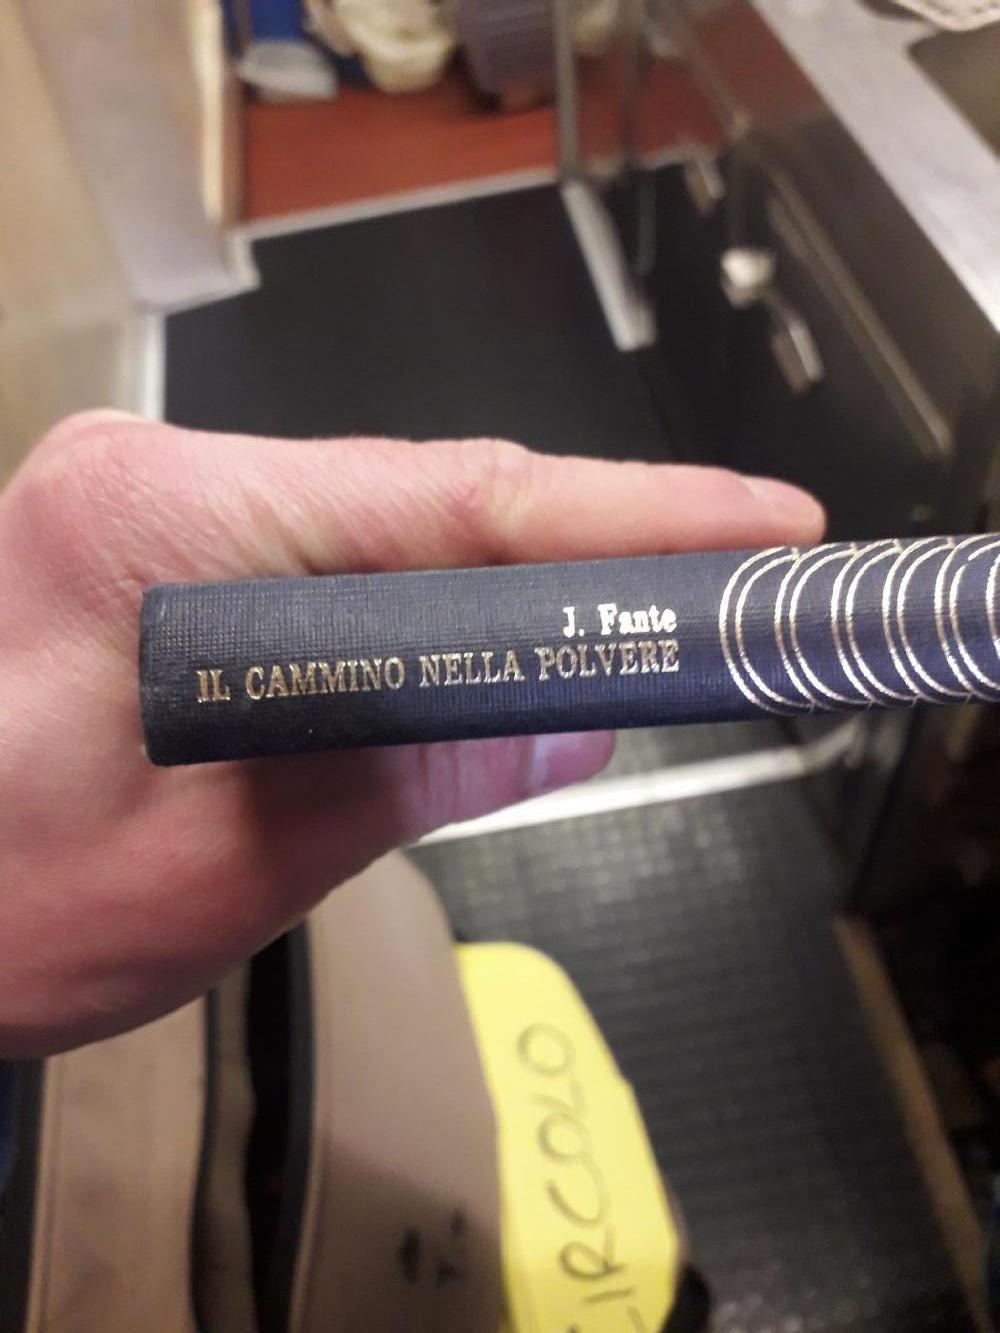 J. Fante
IL CAMMINO NELLA POLVERE
CIRCOLO